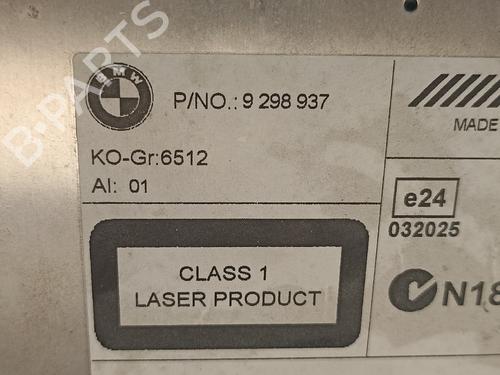 BMW
P/NO.: 9 298 937
KO-Gr:6512
AI: 01
MADE
e24
032025
CLASS 1
LASER PRODUCT
N18
B-PARTS